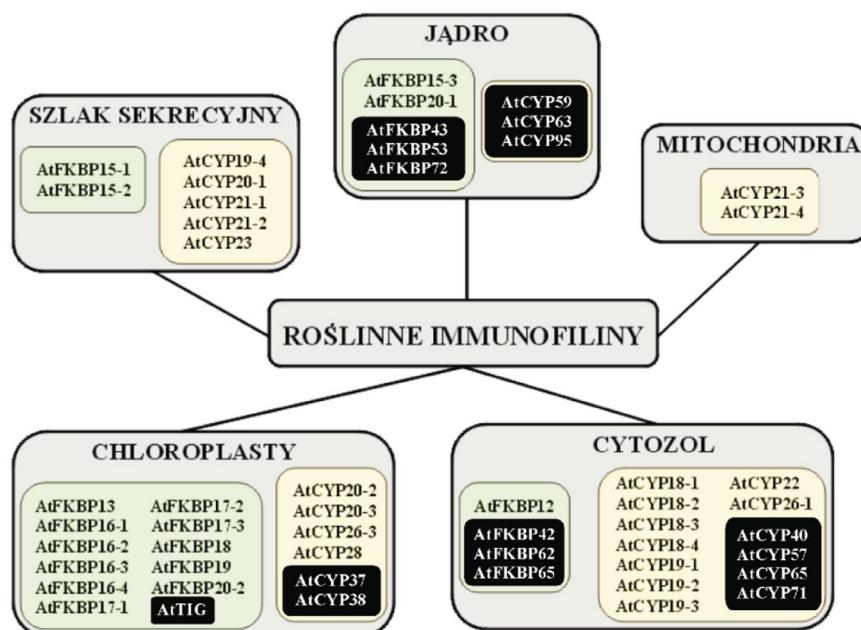 JĄDRO
AtFKBP15-3
AtFKBP20-1
AtFKBP43
AtFKBP53
AtFKBP72
AtCYP59
AtCYP63
AtCYP95
SZLAK SEKRECYJNY
AtFKBP15-1
AtFKBP15-2
AtCYP19-4
AtCYP20-1
AtCYP21-1
AtCYP21-2
AtCYP23
MITOCHONDRIA
AtCYP21-3
AtCYP21-4
ROŚLINNE IMMUNOFILINY
CHLOROPLASTY
AtFKBP13
AtFKBP16-1
AtFKBP16-2
AtFKBP16-3
AtFKBP16-4
AtFKBP17-1
AtFKBP17-2
AtFKBP17-3
AtFKBP18
AtFKBP19
AtFKBP20-2
AtTIG
AtCYP20-2
AtCYP20-3
AtCYP26-3
AtCYP28
AtCYP37
AtCYP38
CYTOZOL
AtFKBP12
AtFKBP42
AtFKBP62
AtFKBP65
AtCYP18-1
AtCYP18-2
AtCYP18-3
AtCYP18-4
AtCYP19-1
AtCYP19-2
AtCYP19-3
AtCYP22
AtCYP26-1
AtCYP40
AtCYP57
AtCYP65
AtCYP71